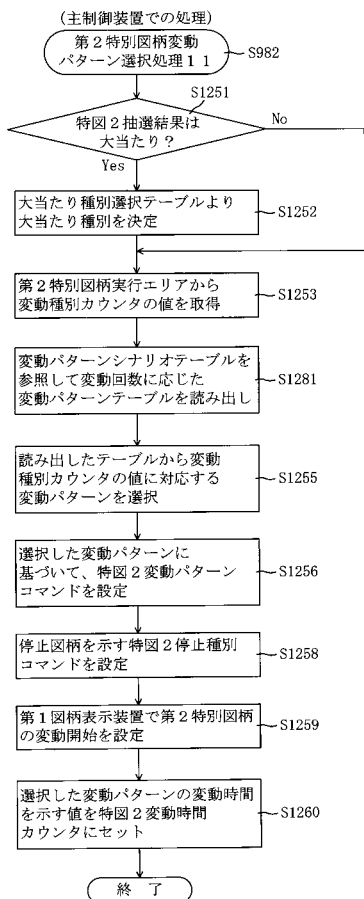 (主制御装置での処理)
第２特別図柄変動
パターン選択処理１１
S982
S1251
特図２抽選結果は
大当たり？
No
Yes
大当たり種別選択テーブルより
大当たり種別を決定
S1252
第２特別図柄実行エリアから
変動種別カウンタの値を取得
S1253
変動パターンシナリオテーブルを
参照して変動回数に応じた
変動パターンテーブルを読み出し
S1281
読み出したテーブルから変動
種別カウンタの値に対応する
変動パターンを選択
S1255
選択した変動パターンに
基づいて、特図２変動パターン
コマンドを設定
S1256
停止図柄を示す特図２停止種別
コマンドを設定
S1258
第１図柄表示装置で第２特別図柄
の変動開始を設定
S1259
選択した変動パターンの変動時間
を示す値を特図２変動時間
カウンタにセット
S1260
終 了